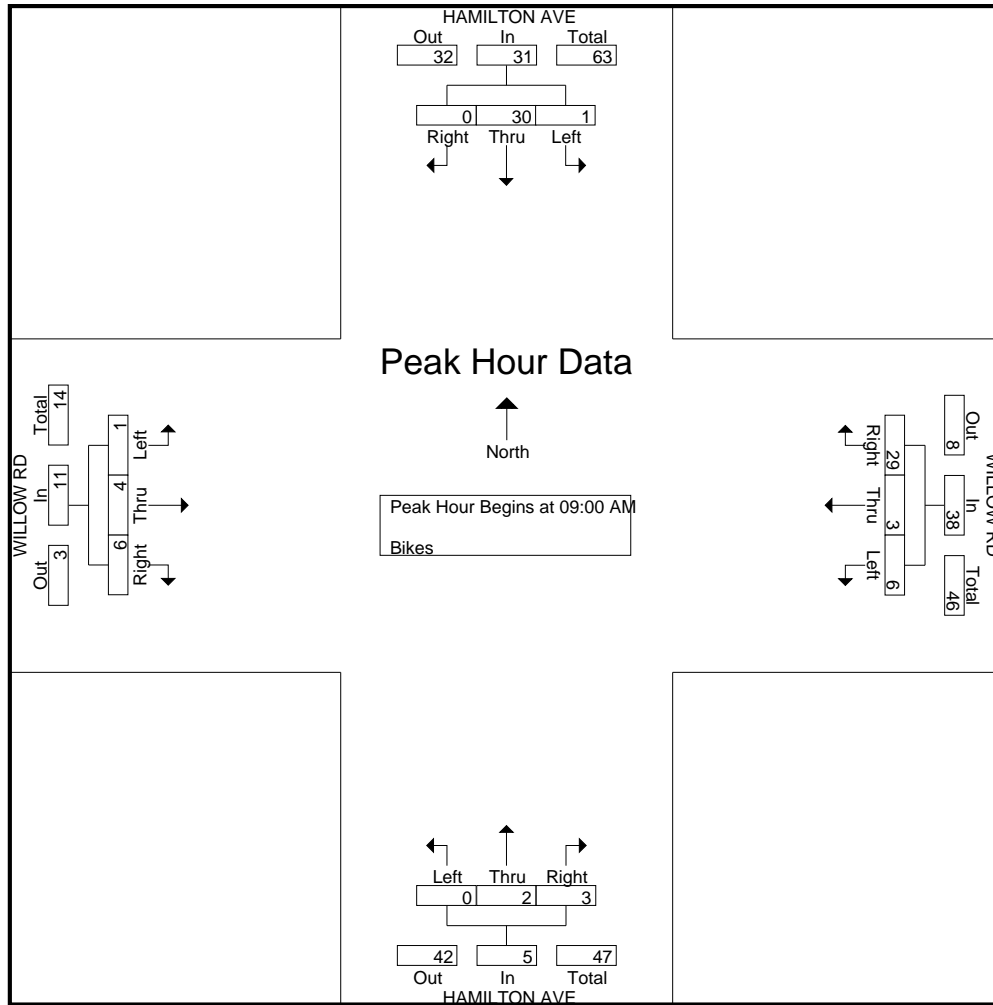 HAMILTON AVE
Out In Total
32 31 63
0 30 1
Right Thru Left
Peak Hour Data
North
Peak Hour Begins at 09:00 AM
Bikes
WILLOW RD
Total In Out
14 11 3
1 4 6
Left Thru Right
WILLOW RD
Out In Total
8 38 46
29 3 6
Right Thru Left
Left Thru Right
0 2 3
42 5 47
Out In Total
HAMILTON AVE